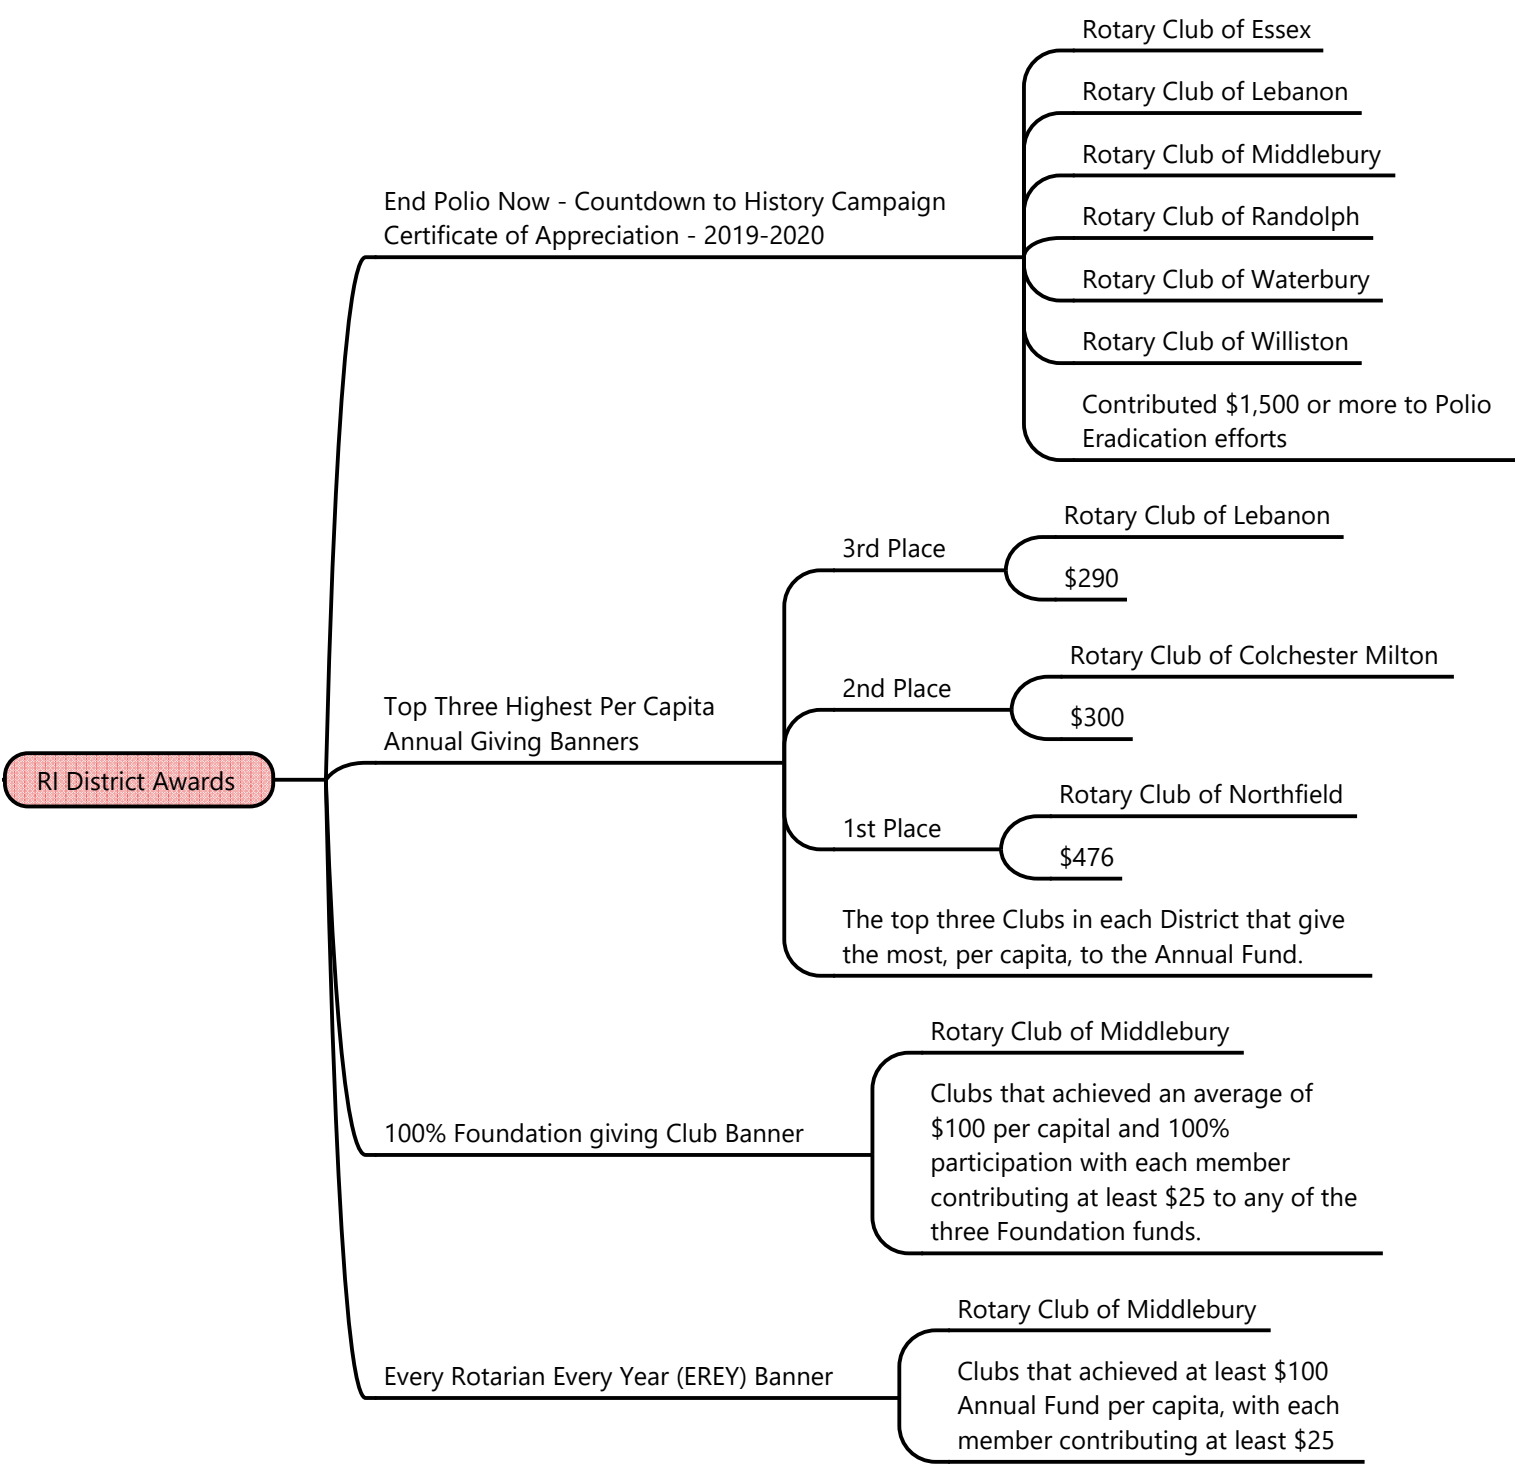 RI District Awards
End Polio Now - Countdown to History Campaign
Certificate of Appreciation - 2019-2020
Rotary Club of Essex
Rotary Club of Lebanon
Rotary Club of Middlebury
Rotary Club of Randolph
Rotary Club of Waterbury
Rotary Club of Williston
Contributed $1,500 or more to Polio
Eradication efforts
Top Three Highest Per Capita
Annual Giving Banners
3rd Place
Rotary Club of Lebanon
$290
2nd Place
Rotary Club of Colchester Milton
$300
1st Place
Rotary Club of Northfield
$476
The top three Clubs in each District that give
the most, per capita, to the Annual Fund.
100% Foundation giving Club Banner
Rotary Club of Middlebury
Clubs that achieved an average of
$100 per capital and 100%
participation with each member
contributing at least $25 to any of the
three Foundation funds.
Every Rotarian Every Year (EREY) Banner
Rotary Club of Middlebury
Clubs that achieved at least $100
Annual Fund per capita, with each
member contributing at least $25